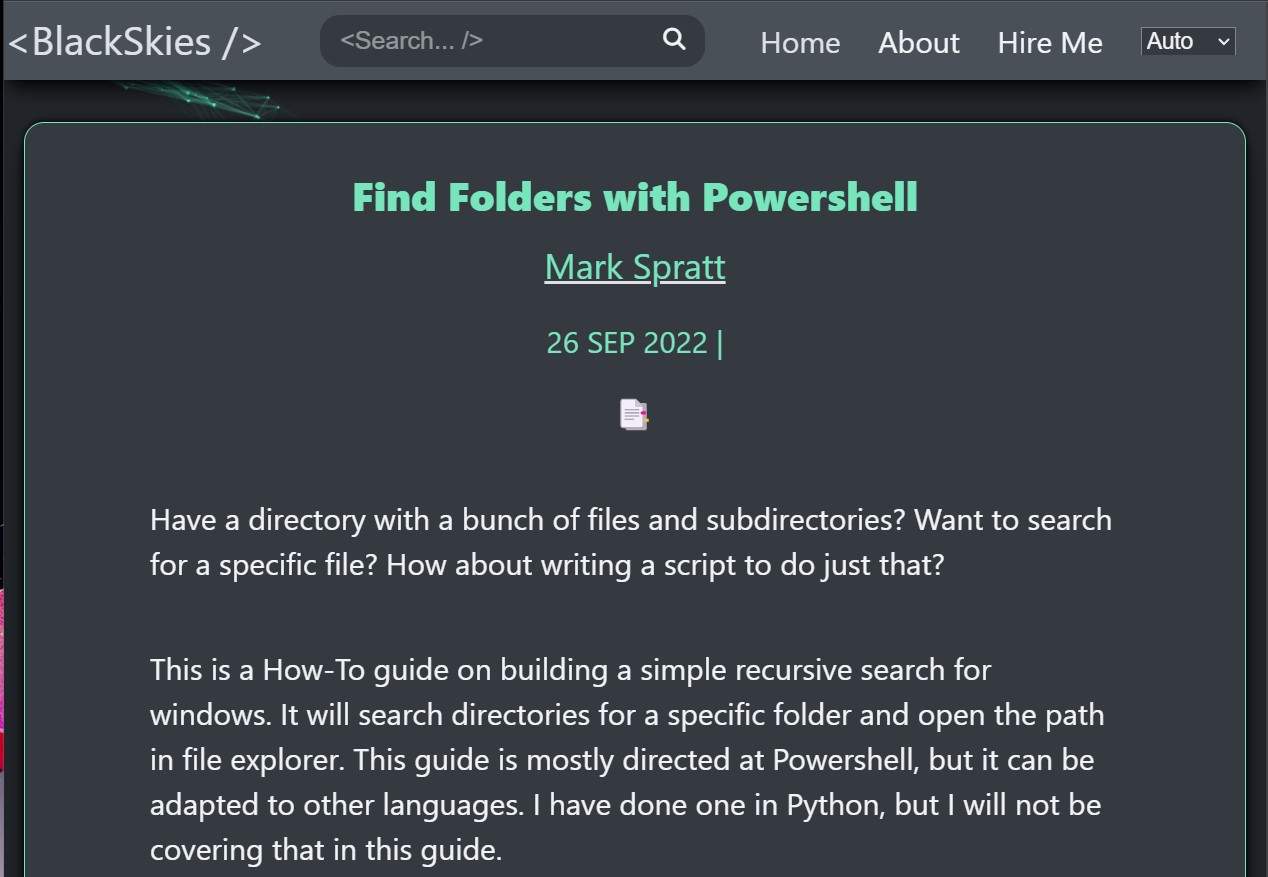 <BlackSkies />
<Search... />
Home About Hire Me Auto
Find Folders with Powershell
Mark Spratt
26 SEP 2022 |
Have a directory with a bunch of files and subdirectories? Want to search
for a specific file? How about writing a script to do just that?
This is a How-To guide on building a simple recursive search for
windows. It will search directories for a specific folder and open the path
in file explorer. This guide is mostly directed at Powershell, but it can be
adapted to other languages. I have done one in Python, but I will not be
covering that in this guide.